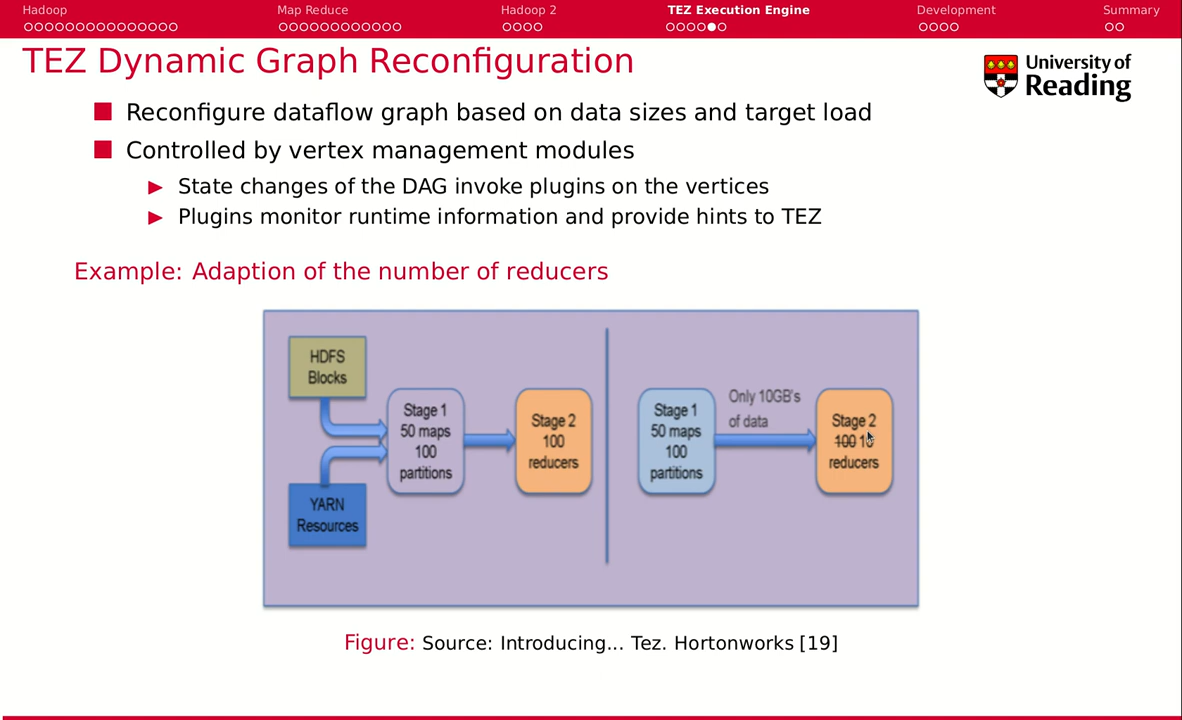 Hadoop
Map Reduce
Hadoop 2
TEZ Execution Engine
Development
Summary
TEZ Dynamic Graph Reconfiguration
University of
Reading
Reconfigure dataflow graph based on data sizes and target load
Controlled by vertex management modules
State changes of the DAG invoke plugins on the vertices
Plugins monitor runtime information and provide hints to TEZ
Example: Adaption of the number of reducers
HDFS
Blocks
YARN
Resources
Stage 1
50 maps
100
partitions
Stage 2
100
reducers
Stage 1
50 maps
100
partitions
Only 10GB's
of data
Stage 2
100 10
reducers
Figure: Source: Introducing... Tez. Hortonworks [19]